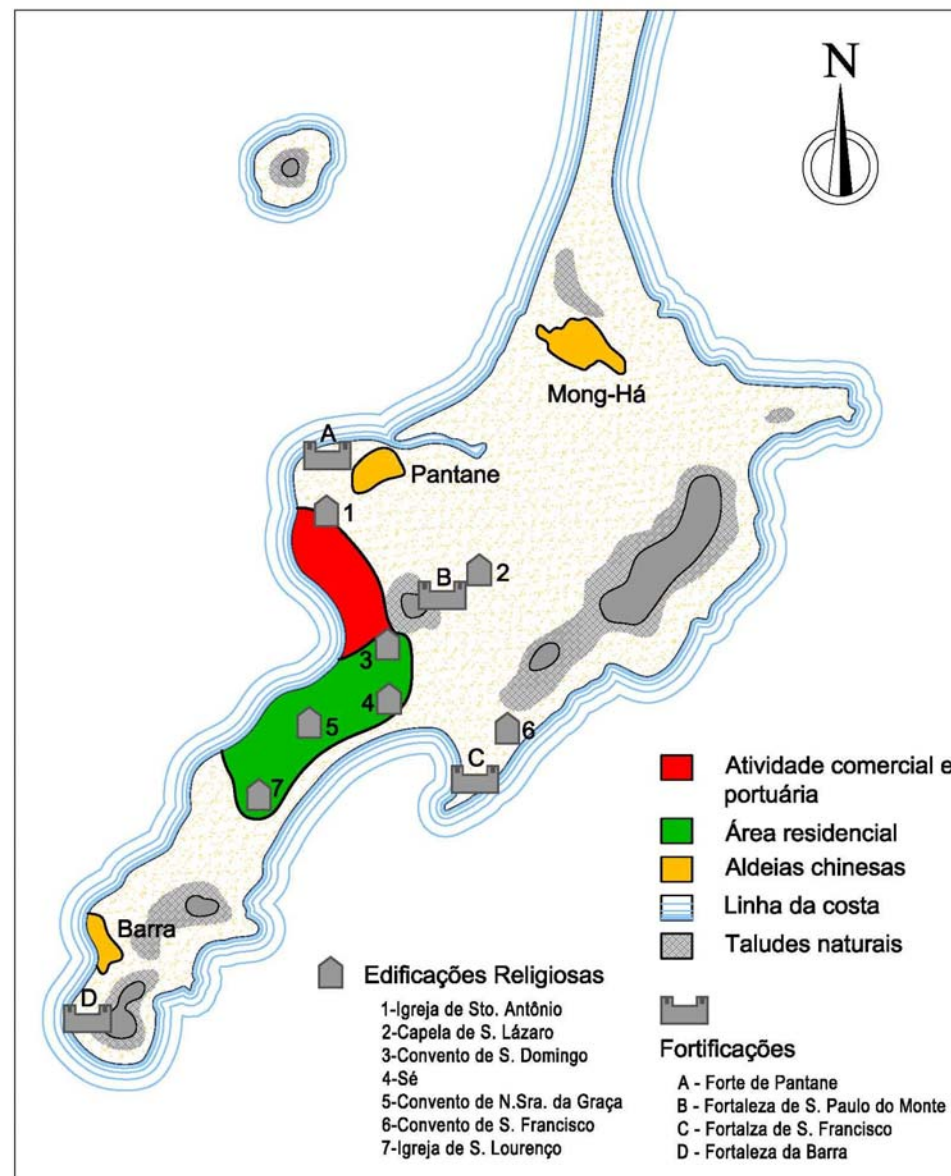 N
Mong-Há
A
Pantane
1
B
2
3
4
5
6
C
7
Barra
D
Atividade comercial e
portuária
Área residencial
Aldeias chinesas
Linha da costa
Taludes naturais
Edificações Religiosas
1-Igreja de Sto. Antônio
2-Capela de S. Lázaro
3-Convento de S. Domingo
4-Sé
5-Convento de N.Sra. da Graça
6-Convento de S. Francisco
7-Igreja de S. Lourenço
Fortificações
A - Forte de Pantane
B - Fortaleza de S. Paulo do Monte
C - Fortalza de S. Francisco
D - Fortaleza da Barra